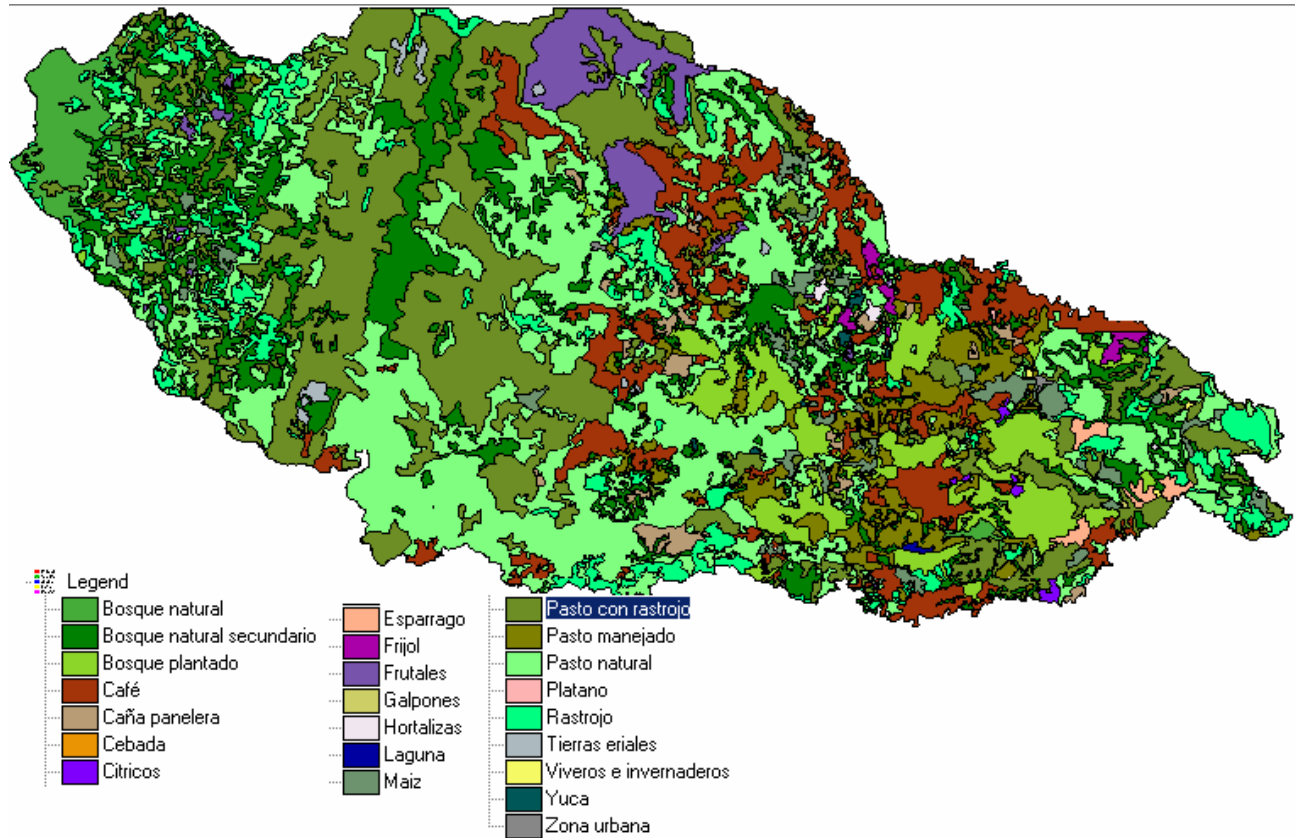 Legend
Bosque natural
Bosque natural secundario
Bosque plantado
Café
Caña panelera
Cebada
Citricos
Esparrago
Frijol
Frutales
Galpones
Hortalizas
Laguna
Maiz
Pasto con rastrojo
Pasto manejado
Pasto natural
Platano
Rastrojo
Tierras eriales
Viveros e invernaderos
Yuca
Zona urbana